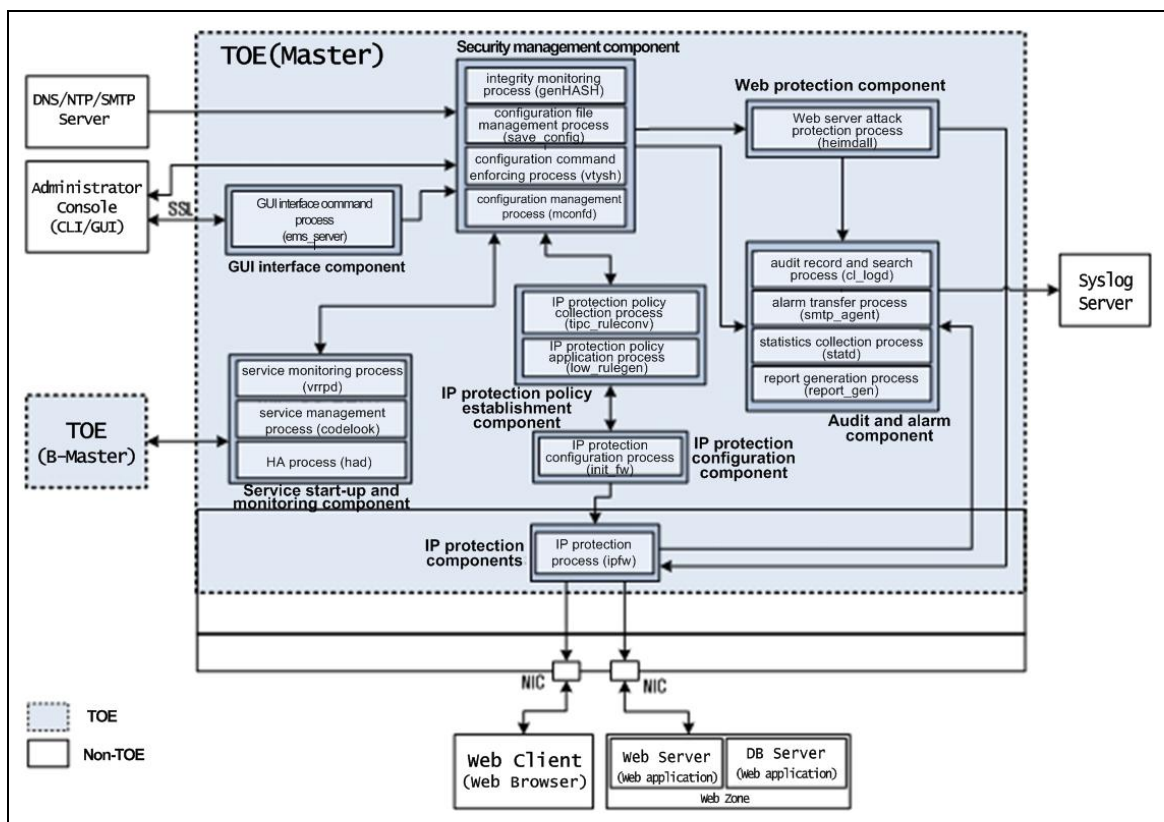 TOE(Master)
Security management component
integrity monitoring
process (genHASH)
configuration file
management process
(save_config)
configuration command
enforcing process (vtysh)
configuration management
process (mconfd)
Web protection component
Web server attack
protection process
(heimdall)
DNS/NTP/SMTP
Server
Administrator
Console
(CLI/GUI)
SSL
GUI interface command
process
(ems_server)
GUI interface component
audit record and search
process (cl_logd)
alarm transfer process
(smtp_agent)
statistics collection process
(statd)
report generation process
(report_gen)
Audit and alarm
component
Syslog
Server
IP protection policy
collection process
(tipc_ruleconv)
IP protection policy
application process
(low_rulegen)
IP protection policy
establishment
component
service monitoring process
(vrrpd)
service management
process (codelook)
HA process (had)
Service start-up and
monitoring component
TOE
(B-Master)
IP protection
configuration process
(init_fw)
IP protection
configuration
component
IP protection
components
IP protection
process (ipfw)
NIC
NIC
TOE
Non-TOE
Web Client
(Web Browser)
Web Server
(Web application)
DB Server
(Web application)
Web Zone